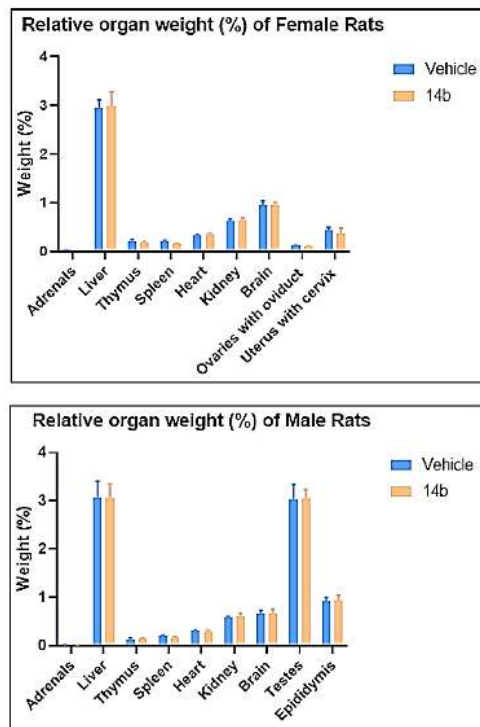 Relative organ weight (%) of Female Rats
Weight (%)
4
3
2
1
0
Adrenals
Liver
Thymus
Spleen
Heart
Kidney
Brain
Ovaries with oviduct
Uterus with cervix
Vehicle
14b
Relative organ weight (%) of Male Rats
Weight (%)
4
3
2
1
0
Adrenals
Liver
Thymus
Spleen
Heart
Kidney
Brain
Testes
Epididymis
Vehicle
14b